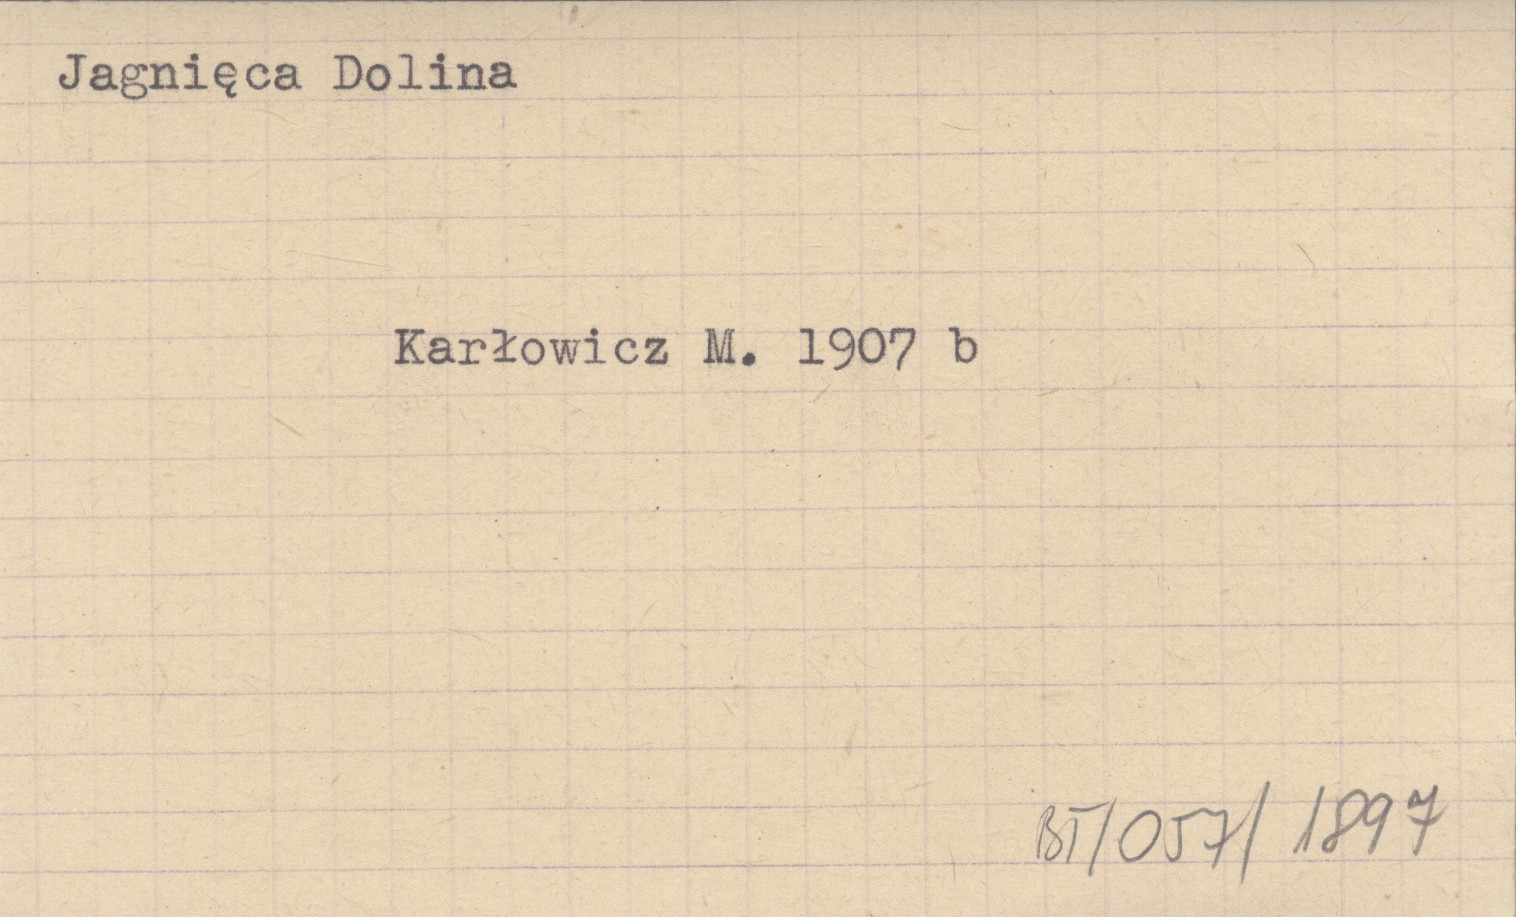 Jagnięca Dolina
Karłowicz M. 1907 b
BT/057/1897